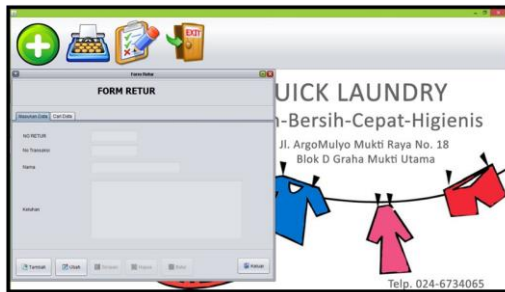 EXIT
Form Retur
FORM RETUR
Masukan Data
Cari Data
NO RETUR
No Transaksi
Nama
Keluhan
Tambah
Ubah
Simpan
Hapus
Batal
Keluar
UICK LAUNDRY
n-Bersih-Cepat-Higienis
Jl. ArgoMulyo Mukti Raya No. 18
Blok D Graha Mukti Utama
Telp. 024-6734065